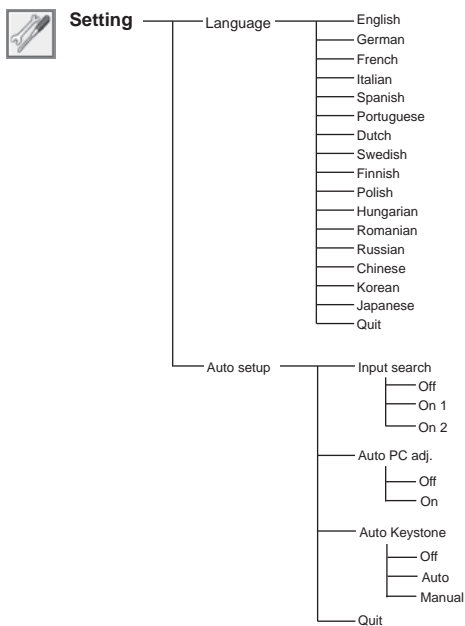 Setting
Language
English
German
French
Italian
Spanish
Portuguese
Dutch
Swedish
Finnish
Polish
Hungarian
Romanian
Russian
Chinese
Korean
Japanese
Quit
Auto setup
Input search
Off
On 1
On 2
Auto PC adj.
Off
On
Auto Keystone
Off
Auto
Manual
Quit